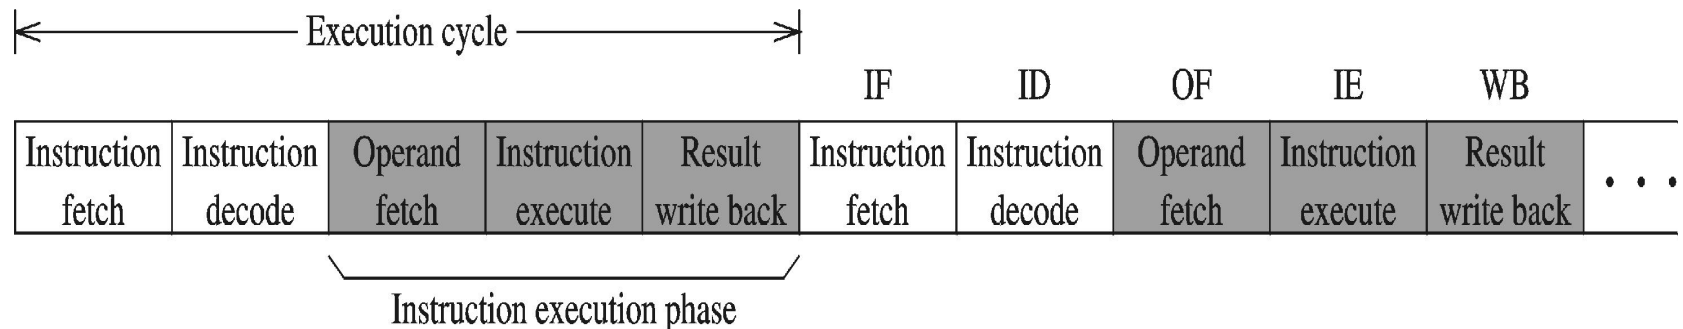 Execution cycle
IF ID OF IE WB
Instruction Instruction Operand Instruction Result Instruction Instruction Operand Instruction Result
fetch decode fetch execute write back fetch decode fetch execute write back . . .
Instruction execution phase